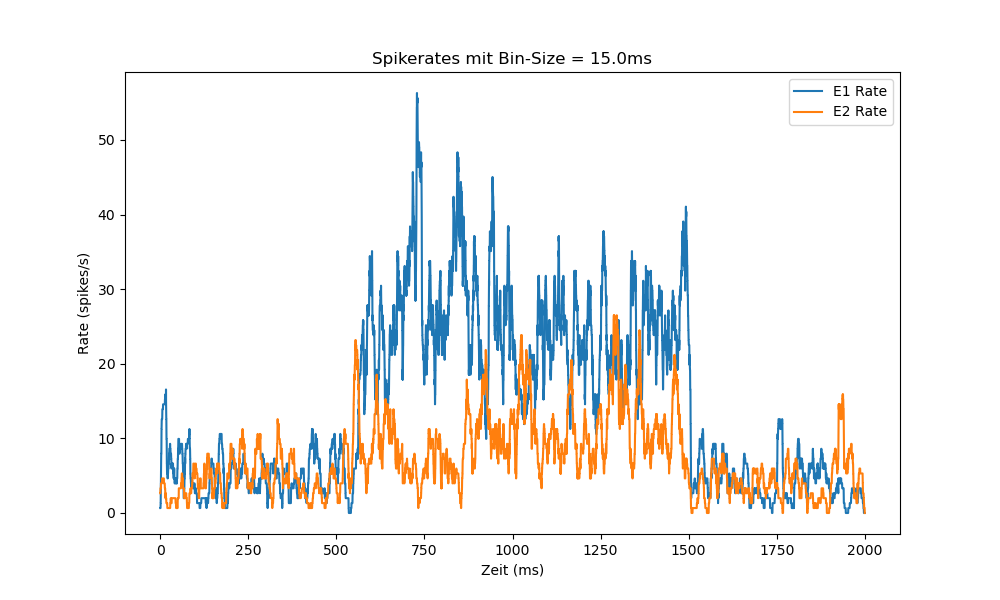 Spikerates mit Bin-Size = 15.0ms
E1 Rate
E2 Rate
Rate (spikes/s)
50
40
30
20
10
0
0 250 500 750 1000 1250 1500 1750 2000
Zeit (ms)